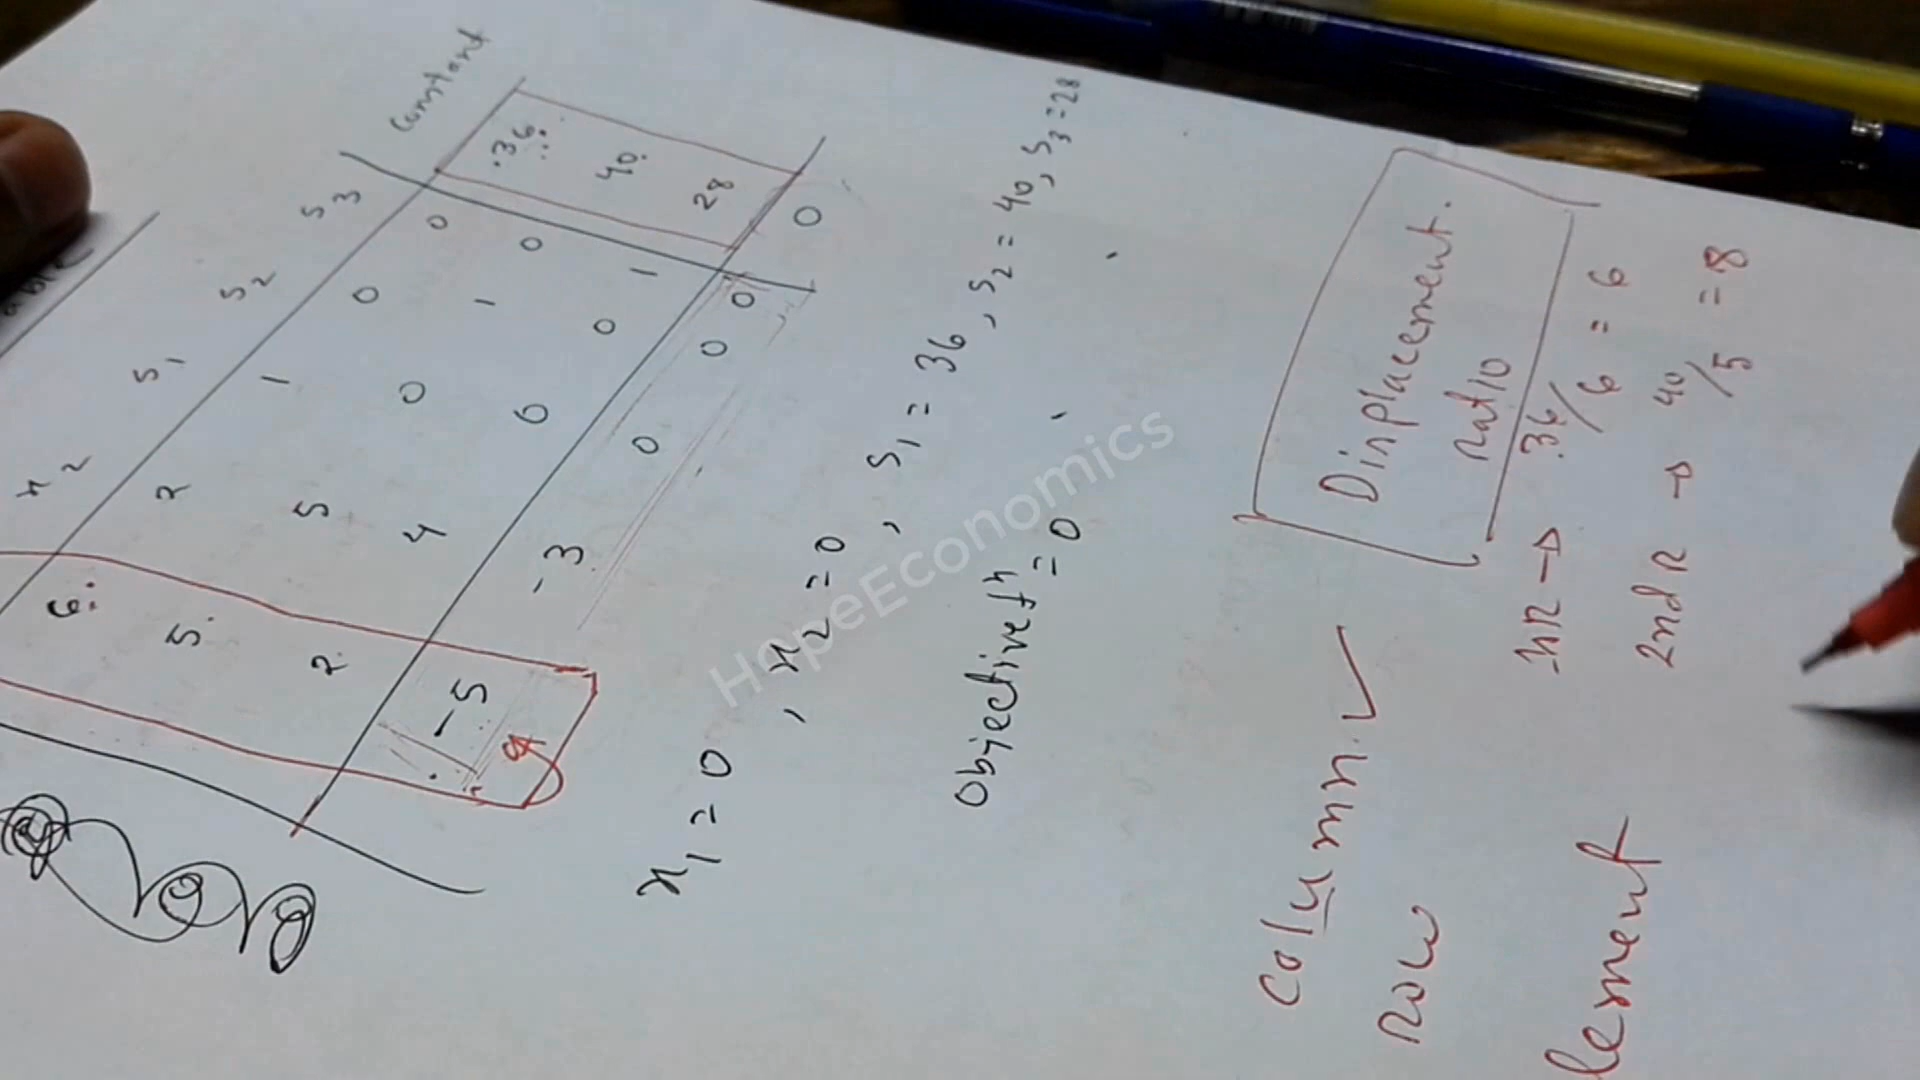 x₂ s₁ s₂ s₃ Constant
6 2 1 0 0 36
5 5 0 1 0 40
2 4 0 0 1 28
-5 -3 0 0 0 0
x₁ = 0, x₂ = 0, s₁ = 36, s₂ = 40, s₃ = 28
Objective fⁿ = 0
Column ✓
Row
lement
Displacement.
ratio
1R → 36/6 = 6
2nd R → 40/5 = 8
HopeEconomics